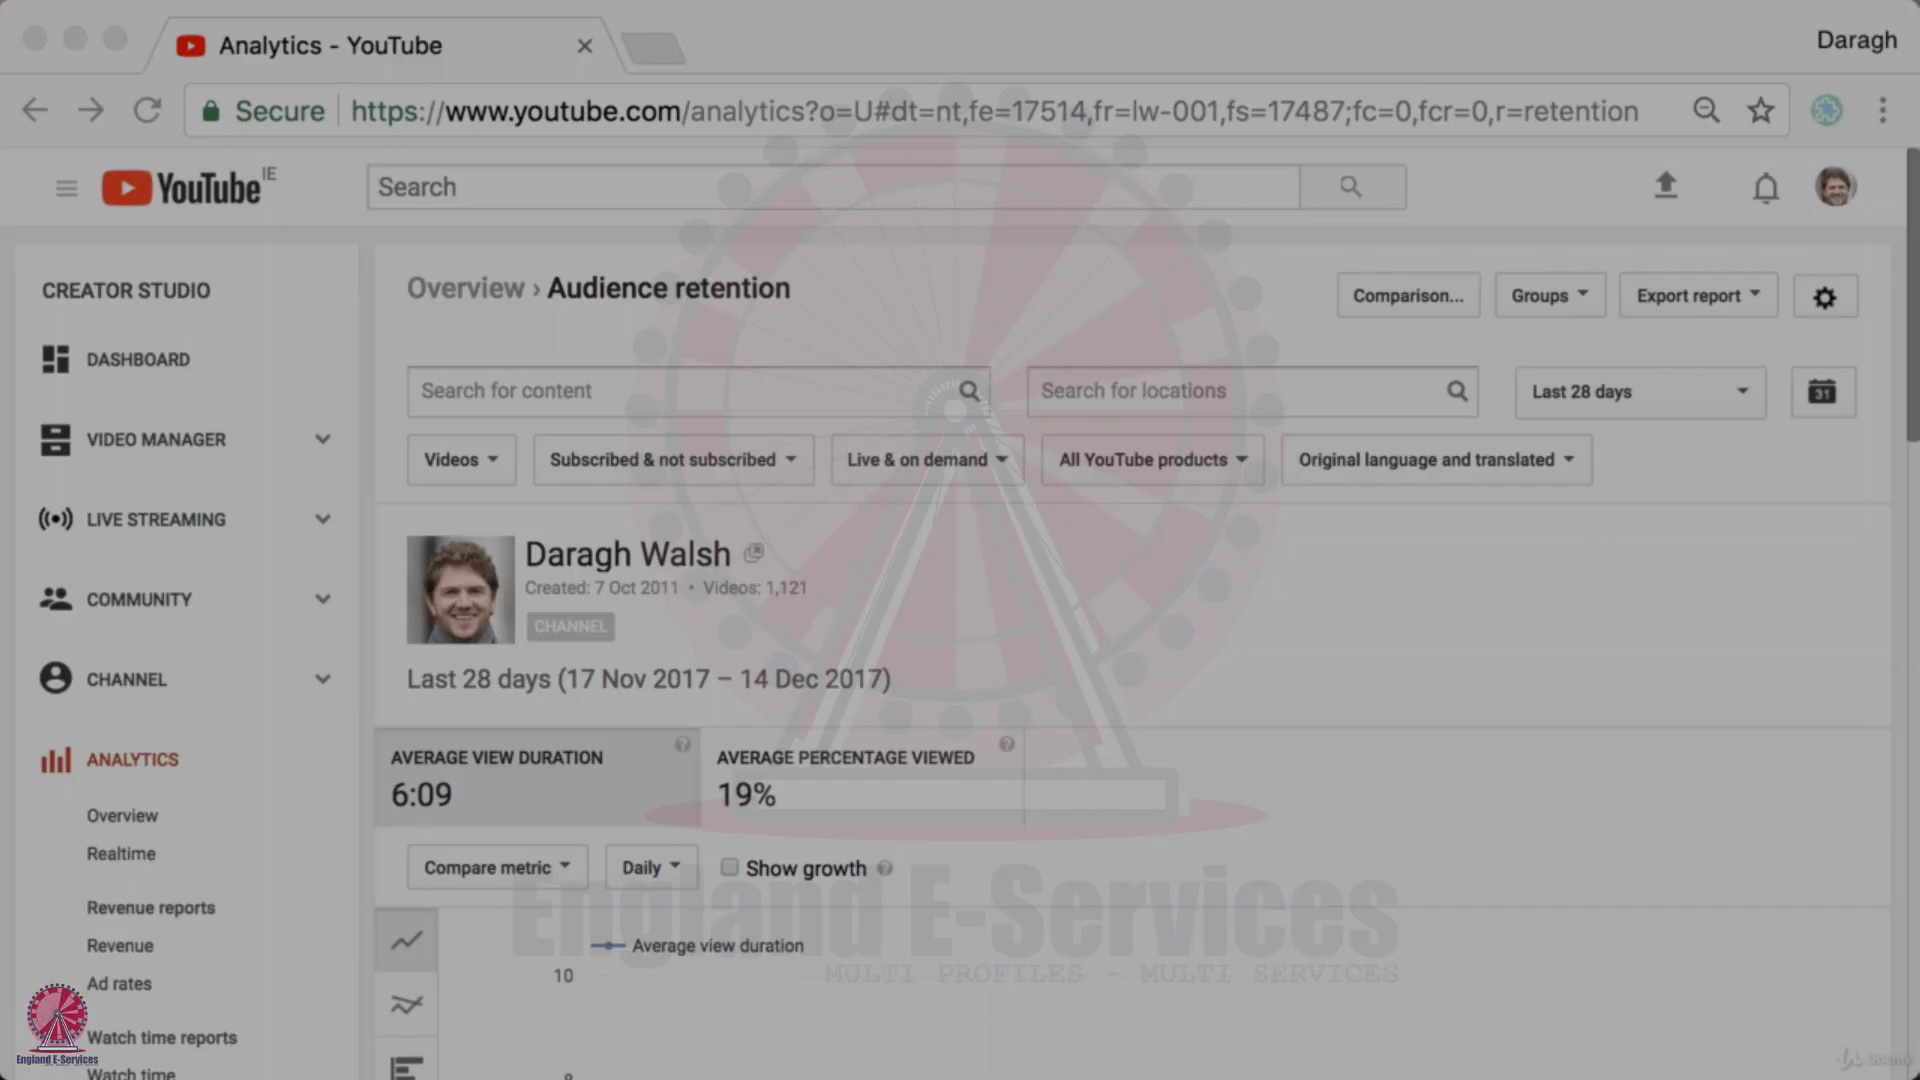 Analytics - YouTube
Daragh
Secure
https://www.youtube.com/analytics?o=U#dt=nt,fe=17514,fr=lw-001,fs=17487;fc=0,fcr=0,r=retention
YouTube IE
Search
CREATOR STUDIO
DASHBOARD
VIDEO MANAGER
LIVE STREAMING
COMMUNITY
CHANNEL
ANALYTICS
Overview
Realtime
Revenue reports
Revenue
Ad rates
Watch time reports
Watch time
Overview › Audience retention
Comparison...
Groups
Export report
Search for content
Search for locations
Last 28 days
31
Videos
Subscribed & not subscribed
Live & on demand
All YouTube products
Original language and translated
Daragh Walsh
Created: 7 Oct 2011 • Videos: 1,121
CHANNEL
Last 28 days (17 Nov 2017 – 14 Dec 2017)
AVERAGE VIEW DURATION ?
6:09
AVERAGE PERCENTAGE VIEWED ?
19%
Compare metric
Daily
Show growth ?
Average view duration
10
8
England E-Services
MULTI PROFILES - MULTI SERVICES
England E-Services
Udemy